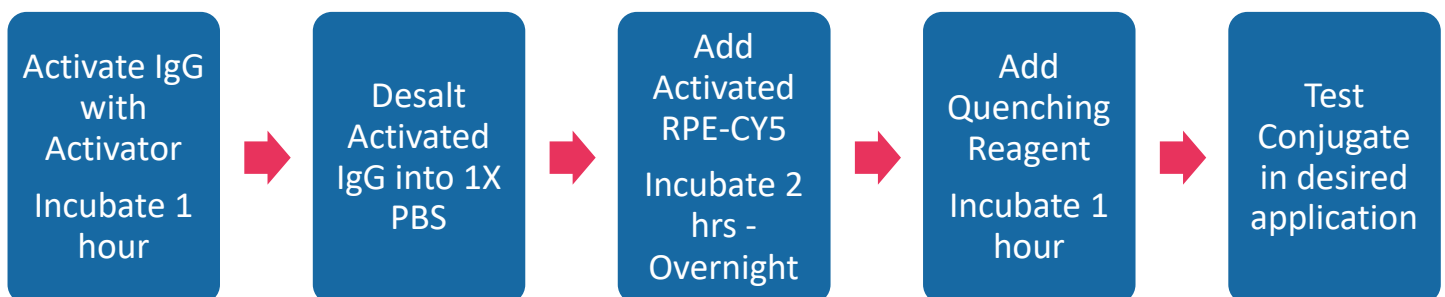 Activate IgG
with
Activator
Incubate 1
hour
Desalt
Activated
IgG into 1X
PBS
Add
Activated
RPE-CY5
Incubate 2
hrs -
Overnight
Add
Quenching
Reagent
Incubate 1
hour
Test
Conjugate
in desired
application